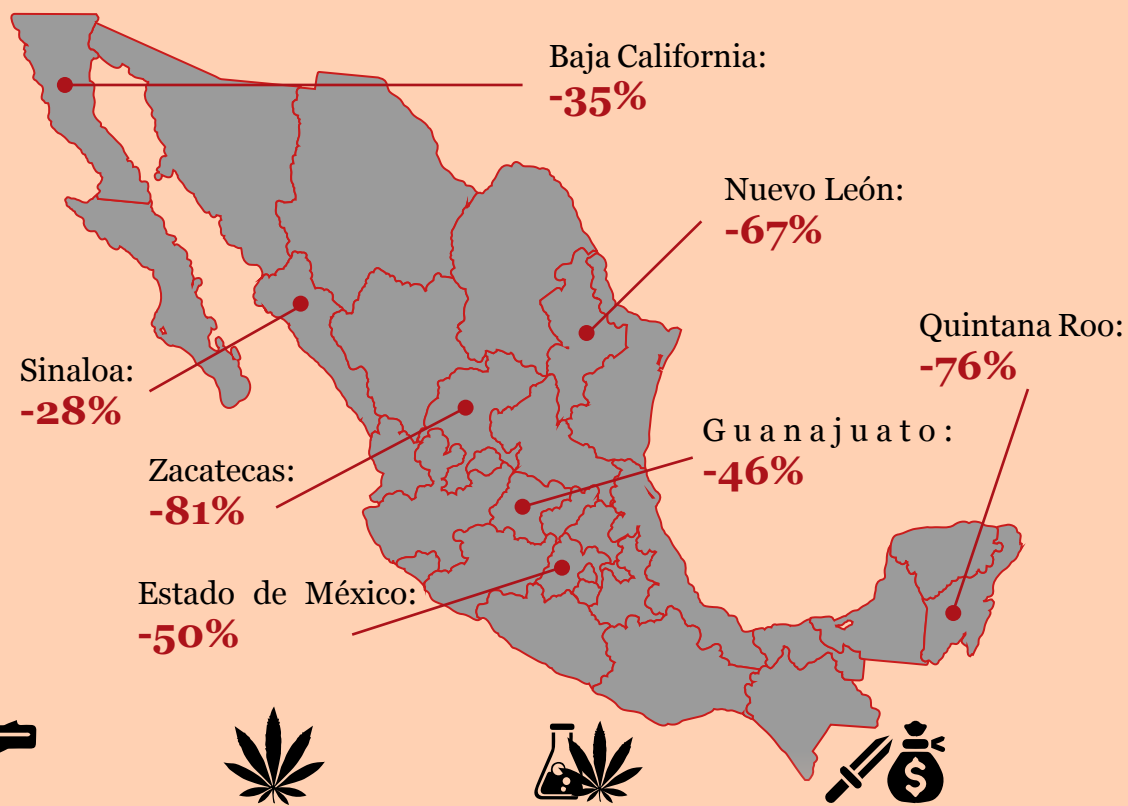 Baja California:
-35%
Nuevo León:
-67%
Quintana Roo:
-76%
Sinaloa:
-28%
Guanajuato:
-46%
Zacatecas:
-81%
Estado de México:
-50%
$